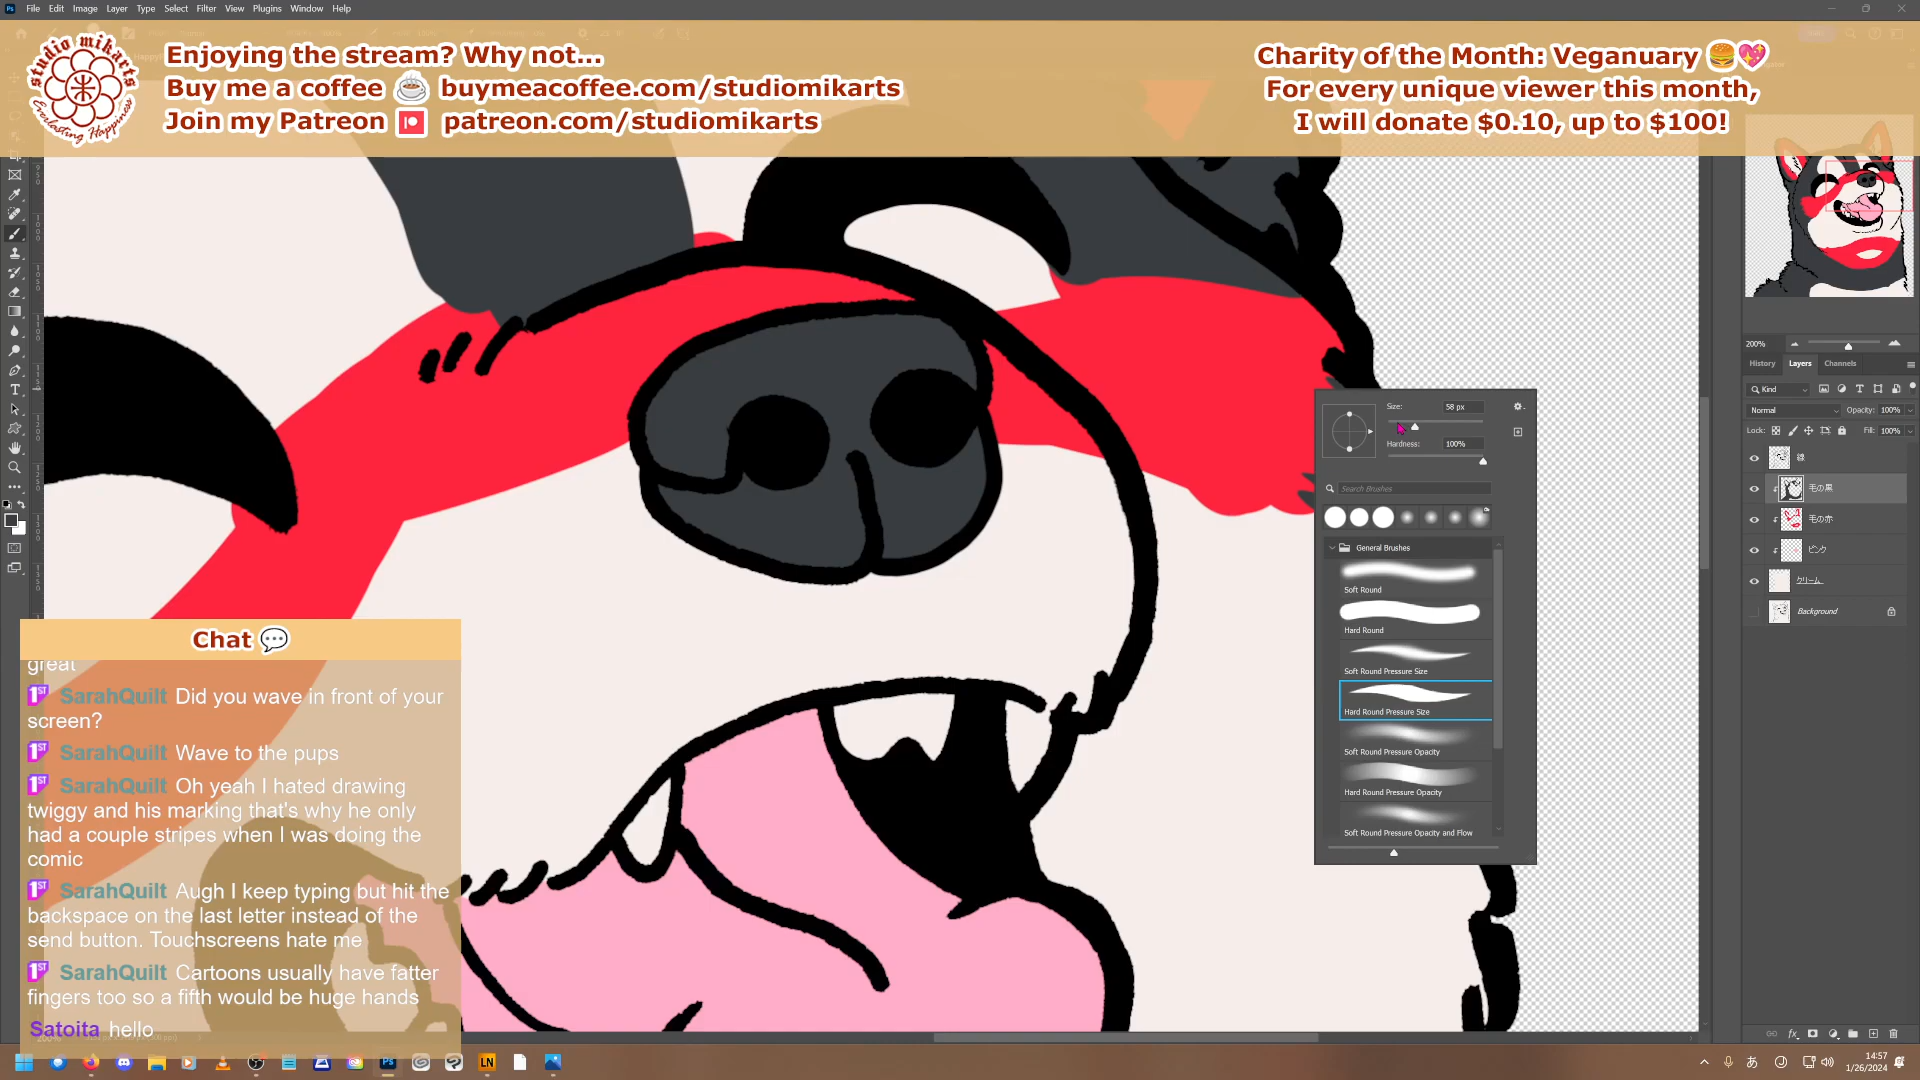 File Edit Image Layer Type Select Filter View Plugins Window Help
studio mikarts
Everlasting Happiness
Enjoying the stream? Why not...
Buy me a coffee ☕ buymeacoffee.com/studiomikarts
Join my Patreon patreon.com/studiomikarts
Charity of the Month: Veganuary 🍔💖
For every unique viewer this month,
I will donate $0.10, up to $100!
200%
History Layers Channels
Kind
Normal Opacity: 100%
Lock: Fill: 100%
線
毛の黒
毛の赤
ピンク
クリーム
Background
Size: 58 px
Hardness: 100%
Search Brushes
General Brushes
Soft Round
Hard Round
Soft Round Pressure Size
Hard Round Pressure Size
Soft Round Pressure Opacity
Hard Round Pressure Opacity
Soft Round Pressure Opacity and Flow
Chat 💬
great
SarahQuilt Did you wave in front of your
screen?
SarahQuilt Wave to the pups
SarahQuilt Oh yeah I hated drawing
twiggy and his marking that's why he only
had a couple stripes when I was doing the
comic
SarahQuilt Augh I keep typing but hit the
backspace on the last letter instead of the
send button. Touchscreens hate me
SarahQuilt Cartoons usually have fatter
fingers too so a fifth would be huge hands
Satoita hello
あ
14:57
1/26/2024